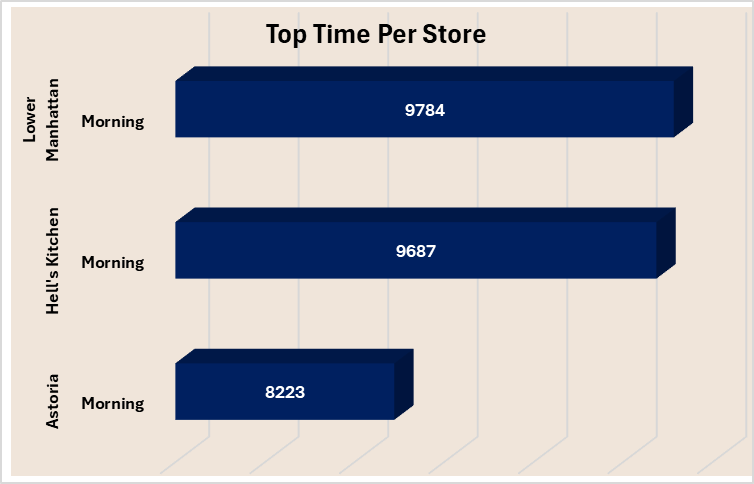 Top Time Per Store
Lower
Manhattan
Morning
9784
Hell's Kitchen
Morning
9687
Astoria
Morning
8223